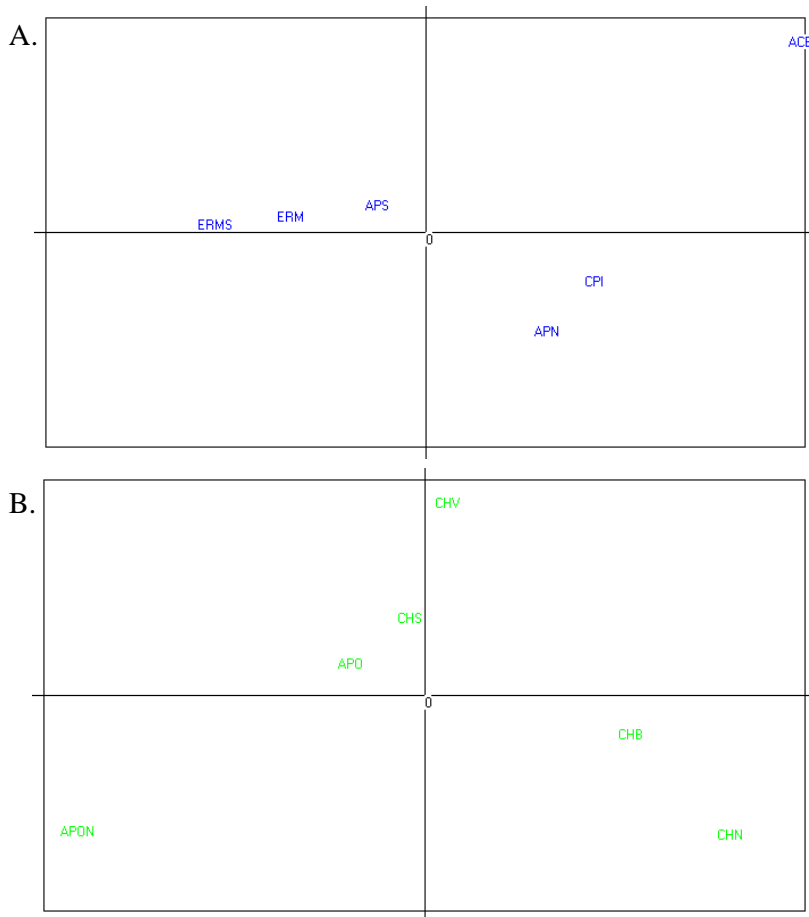 A.
ACE
APS
ERM
ERMS
0
CPI
APN
B.
CHV
CHS
APO
0
CHB
APON
CHN